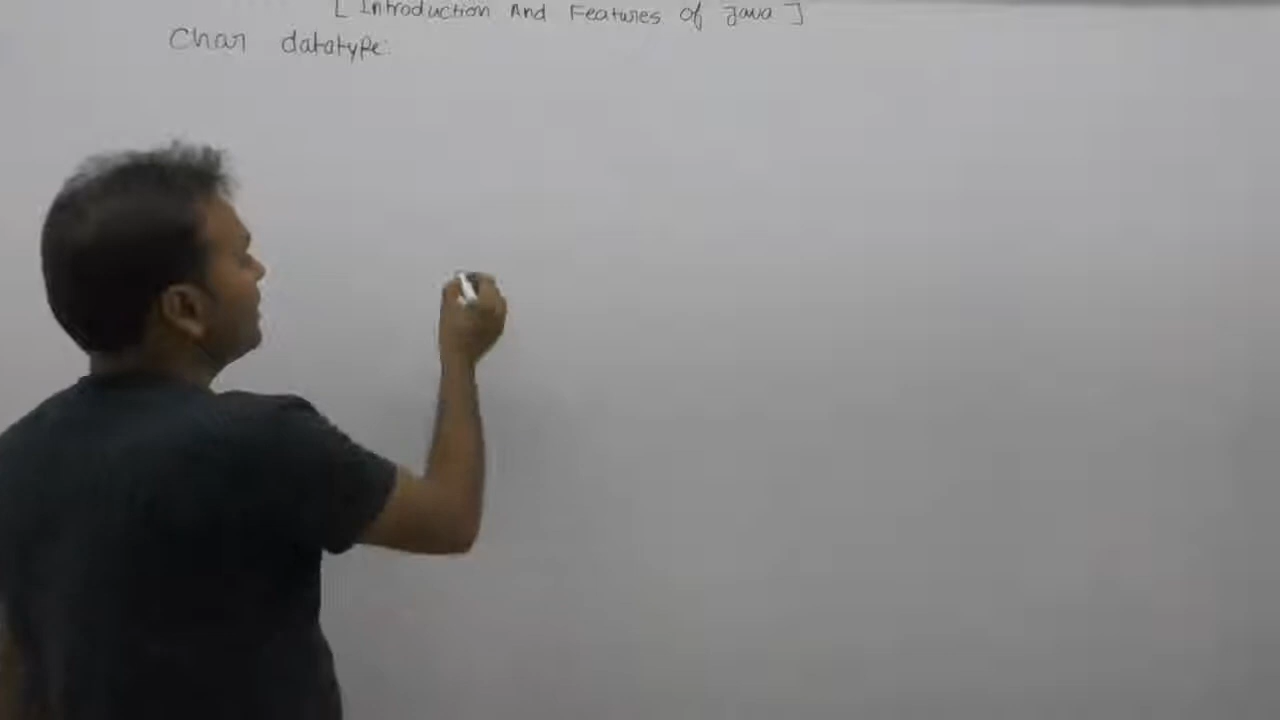 [ Introduction And Features of Java ]
Char datatype: